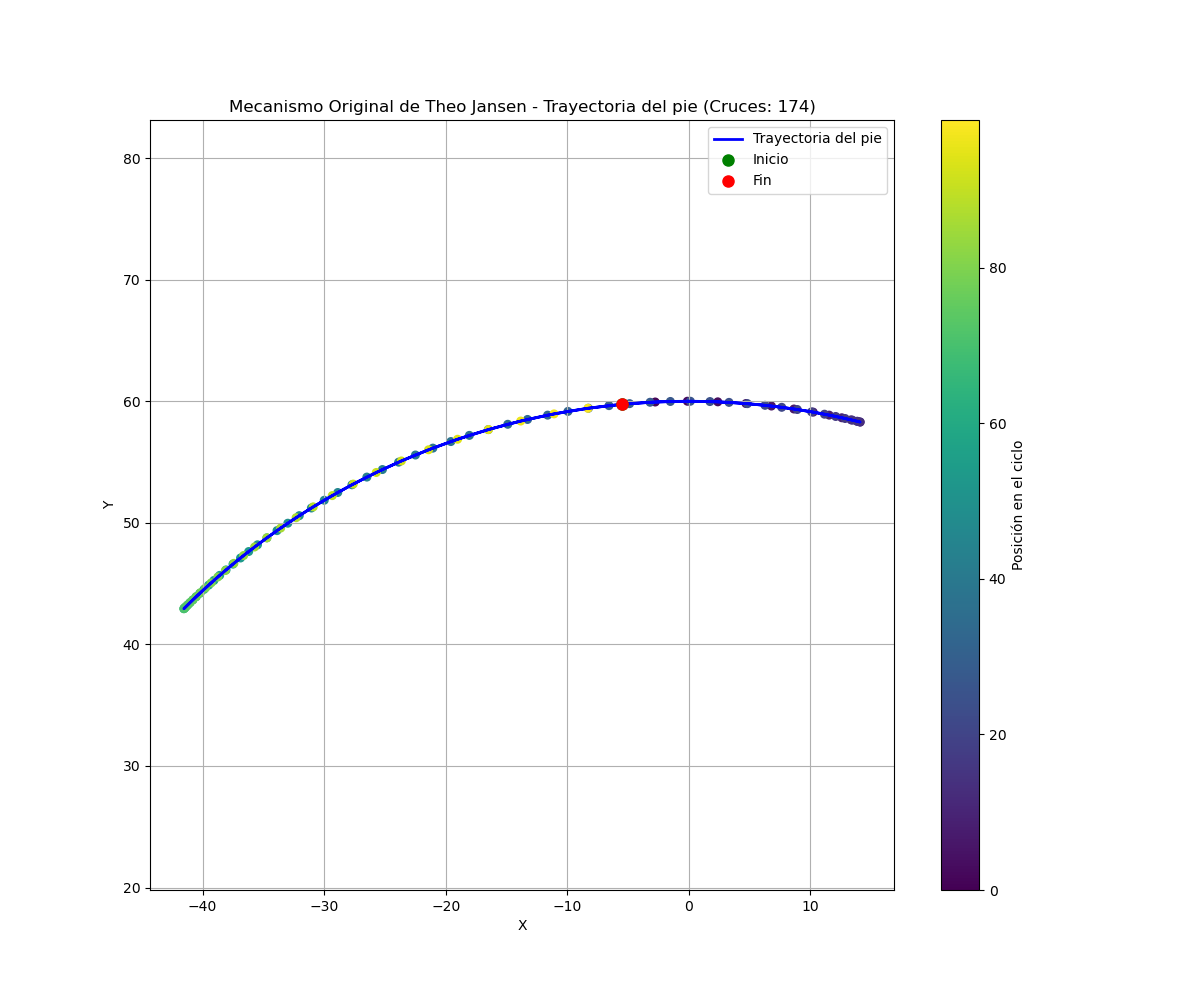 Mecanismo Original de Theo Jansen - Trayectoria del pie (Cruces: 174)
Trayectoria del pie
Inicio
Fin
80
70
60
50
40
30
20
Y
−40
−30
−20
−10
0
10
X
80
60
40
20
0
Posición en el ciclo